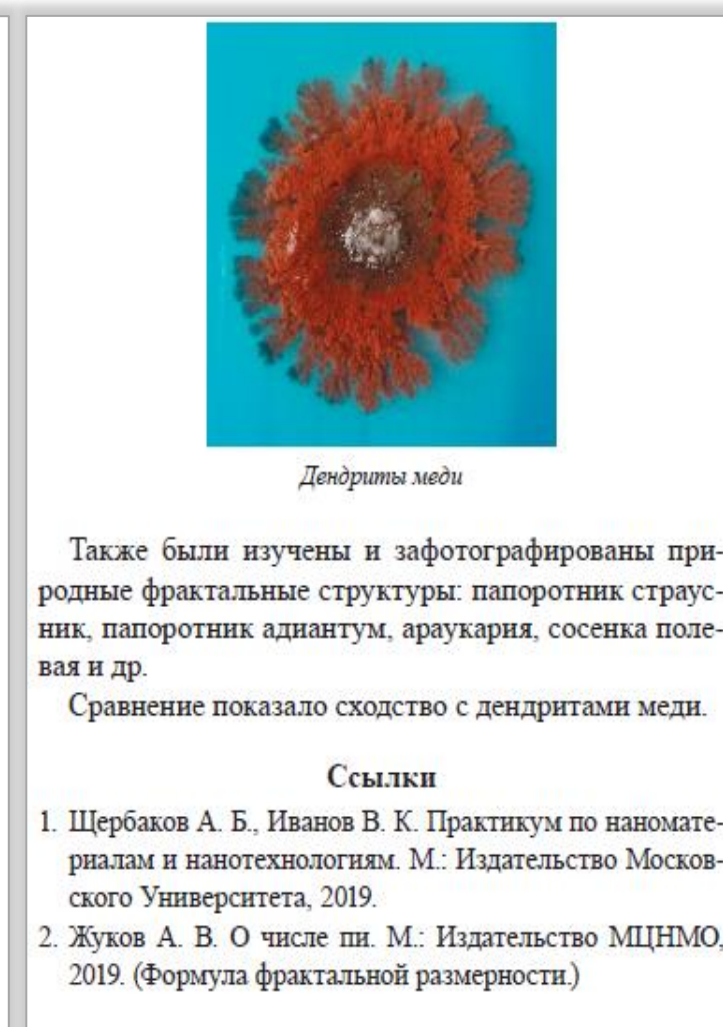 Дендриты меди
Также были изучены и зафотографированы при-
родные фрактальные структуры: папоротник страус-
ник, папоротник адиантум, араукария, сосенка поле-
вая и др.
Сравнение показало сходство с дендритами меди.
Ссылки
1. Щербаков А. Б., Иванов В. К. Практикум по наномате-
риалам и нанотехнологиям. М.: Издательство Москов-
ского Университета, 2019.
2. Жуков А. В. О числе пи. М.: Издательство МЦНМО,
2019. (Формула фрактальной размерности.)